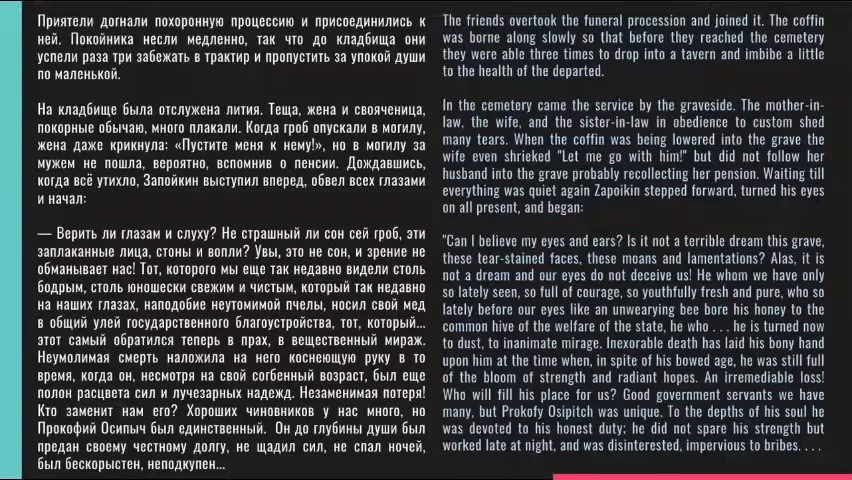 Приятели догнали похоронную процессию и присоединились к
ней. Покойника несли медленно, так что до кладбища они
успели раза три забежать в трактир и пропустить за упокой души
по маленькой.
На кладбище была отслужена лития. Теща, жена и свояченица,
покорные обычаю, много плакали. Когда гроб опускали в могилу,
жена даже крикнула: «Пустите меня к нему!», но в могилу за
мужем не пошла, вероятно, вспомнив о пенсии. Дождавшись,
когда всё утихло, Запойкин выступил вперед, обвел всех глазами
и начал:
— Верить ли глазам и слуху? Не страшный ли сон сей гроб, эти
заплаканные лица, стоны и вопли? Увы, это не сон, и зрение не
обманывает нас! Тот, которого мы еще так недавно видели столь
бодрым, столь юношески свежим и чистым, который так недавно
на наших глазах, наподобие неутомимой пчелы, носил свой мед
в общий улей государственного благоустройства, тот, который...
этот самый обратился теперь в прах, в вещественный мираж.
Неумолимая смерть наложила на него коснеющую руку в то
время, когда он, несмотря на свой согбенный возраст, был еще
полон расцвета сил и лучезарных надежд. Незаменимая потеря!
Кто заменит нам его? Хороших чиновников у нас много, но
Прокофий Осипыч был единственный. Он до глубины души был
предан своему честному долгу, не щадил сил, не спал ночей,
был бескорыстен, неподкупен...
The friends overtook the funeral procession and joined it. The coffin
was borne along slowly so that before they reached the cemetery
they were able three times to drop into a tavern and imbibe a little
to the health of the departed.
In the cemetery came the service by the graveside. The mother-in-
law, the wife, and the sister-in-law in obedience to custom shed
many tears. When the coffin was being lowered into the grave the
wife even shrieked "Let me go with him!" but did not follow her
husband into the grave probably recollecting her pension. Waiting till
everything was quiet again Zapoikin stepped forward, turned his eyes
on all present, and began:
"Can I believe my eyes and ears? Is it not a terrible dream this grave,
these tear-stained faces, these moans and lamentations? Alas, it is
not a dream and our eyes do not deceive us! He whom we have only
so lately seen, so full of courage, so youthfully fresh and pure, who so
lately before our eyes like an unwearying bee bore his honey to the
common hive of the welfare of the state, he who . . . he is turned now
to dust, to inanimate mirage. Inexorable death has laid his bony hand
upon him at the time when, in spite of his bowed age, he was still full
of the bloom of strength and radiant hopes. An irremediable loss!
Who will fill his place for us? Good government servants we have
many, but Prokofy Osipitch was unique. To the depths of his soul he
was devoted to his honest duty; he did not spare his strength but
worked late at night, and was disinterested, impervious to bribes. . . .